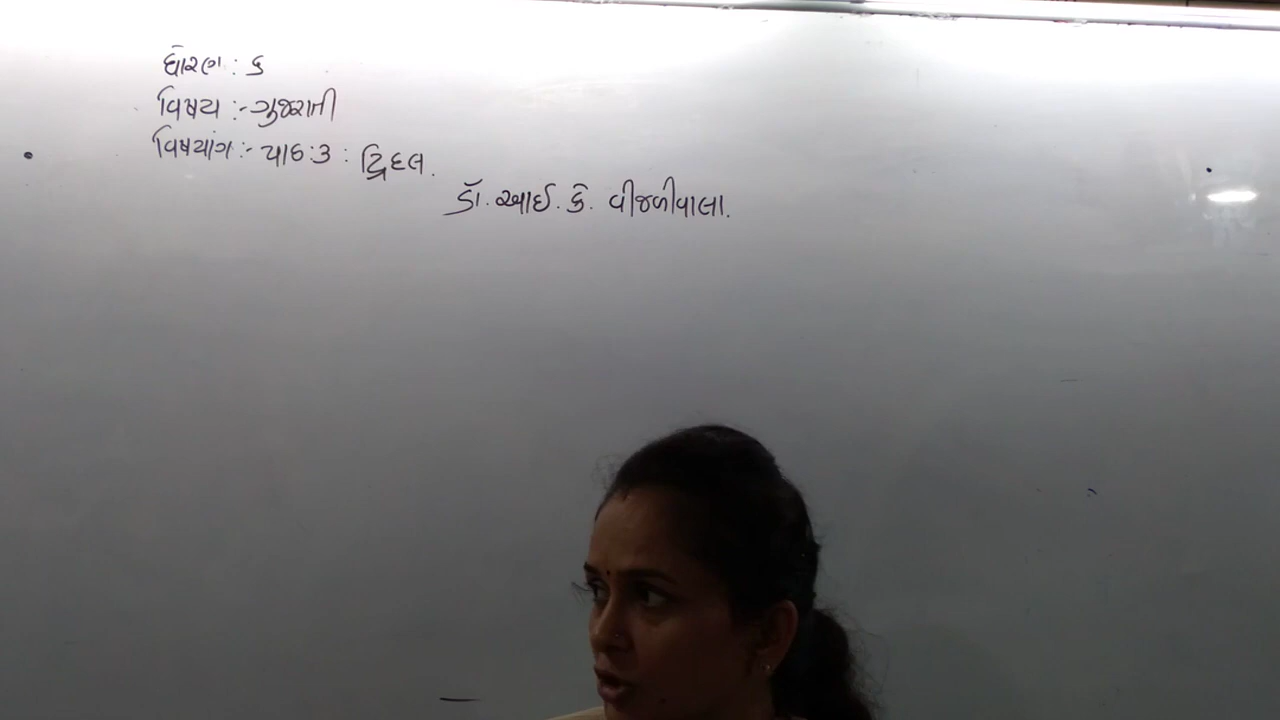 ધોરણ : ૬
વિષય :- ગુજરાતી
વિષયાંગ :- પાઠ : ૩ : દ્વિદલ.
ડૉ. આઈ. કે. વીજળીવાલા.